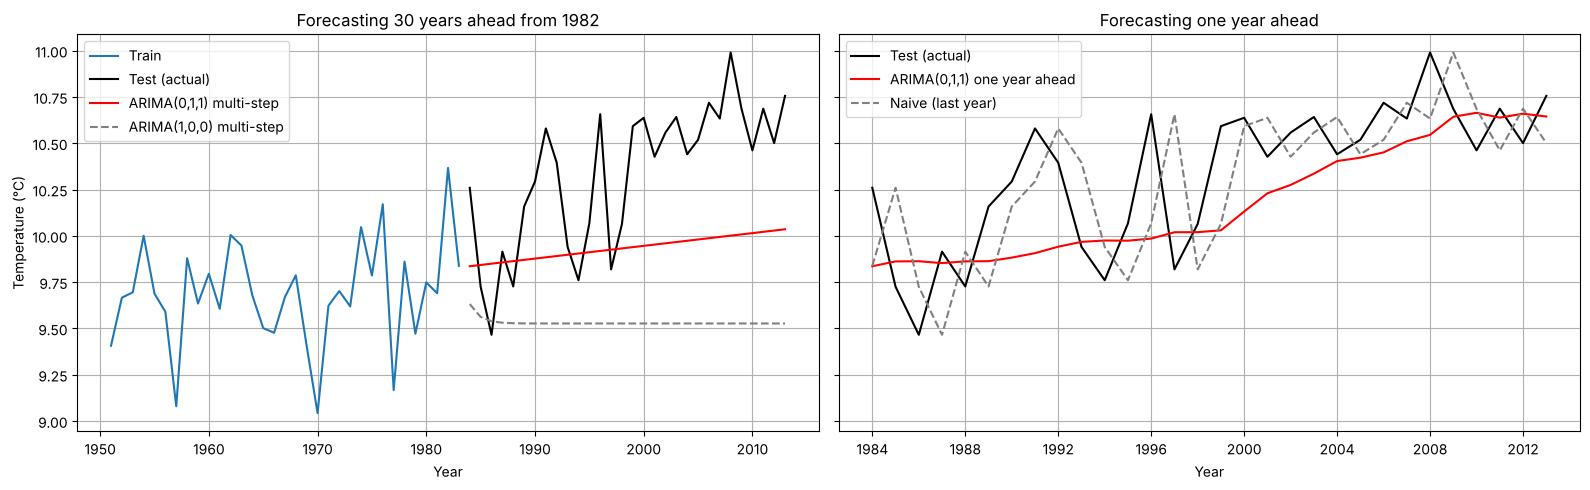 Forecasting 30 years ahead from 1982
Train
Test (actual)
ARIMA(0,1,1) multi-step
ARIMA(1,0,0) multi-step
Temperature (°C)
11.00
10.75
10.50
10.25
10.00
9.75
9.50
9.25
9.00
1950 1960 1970 1980 1990 2000 2010
Year
Forecasting one year ahead
Test (actual)
ARIMA(0,1,1) one year ahead
Naive (last year)
1984 1988 1992 1996 2000 2004 2008 2012
Year